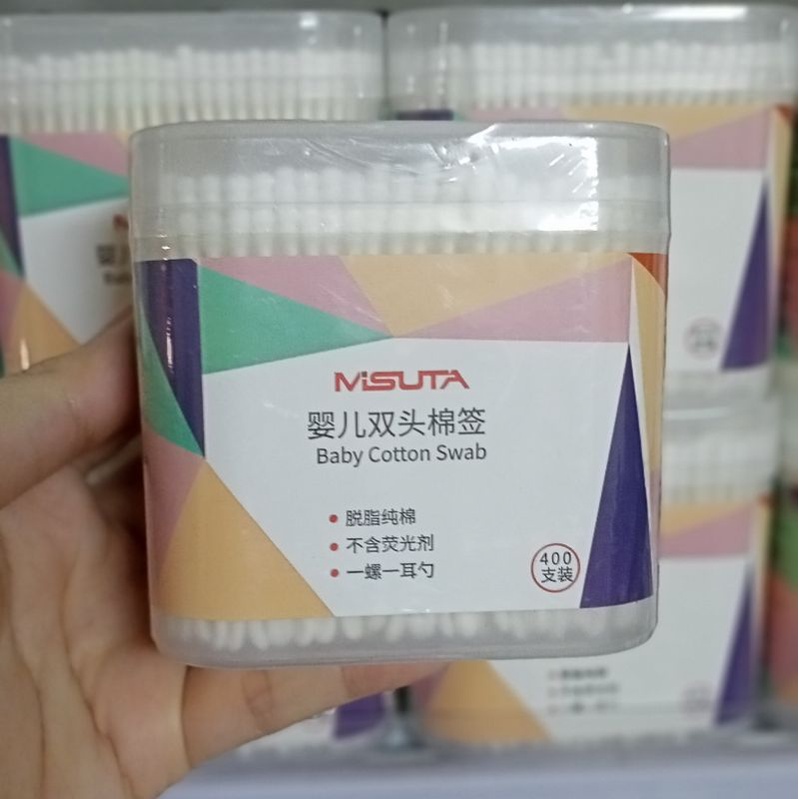 MiSUTA
婴儿双头棉签
Baby Cotton Swab
脱脂纯棉
不含荧光剂
一螺一耳勺
400
支装